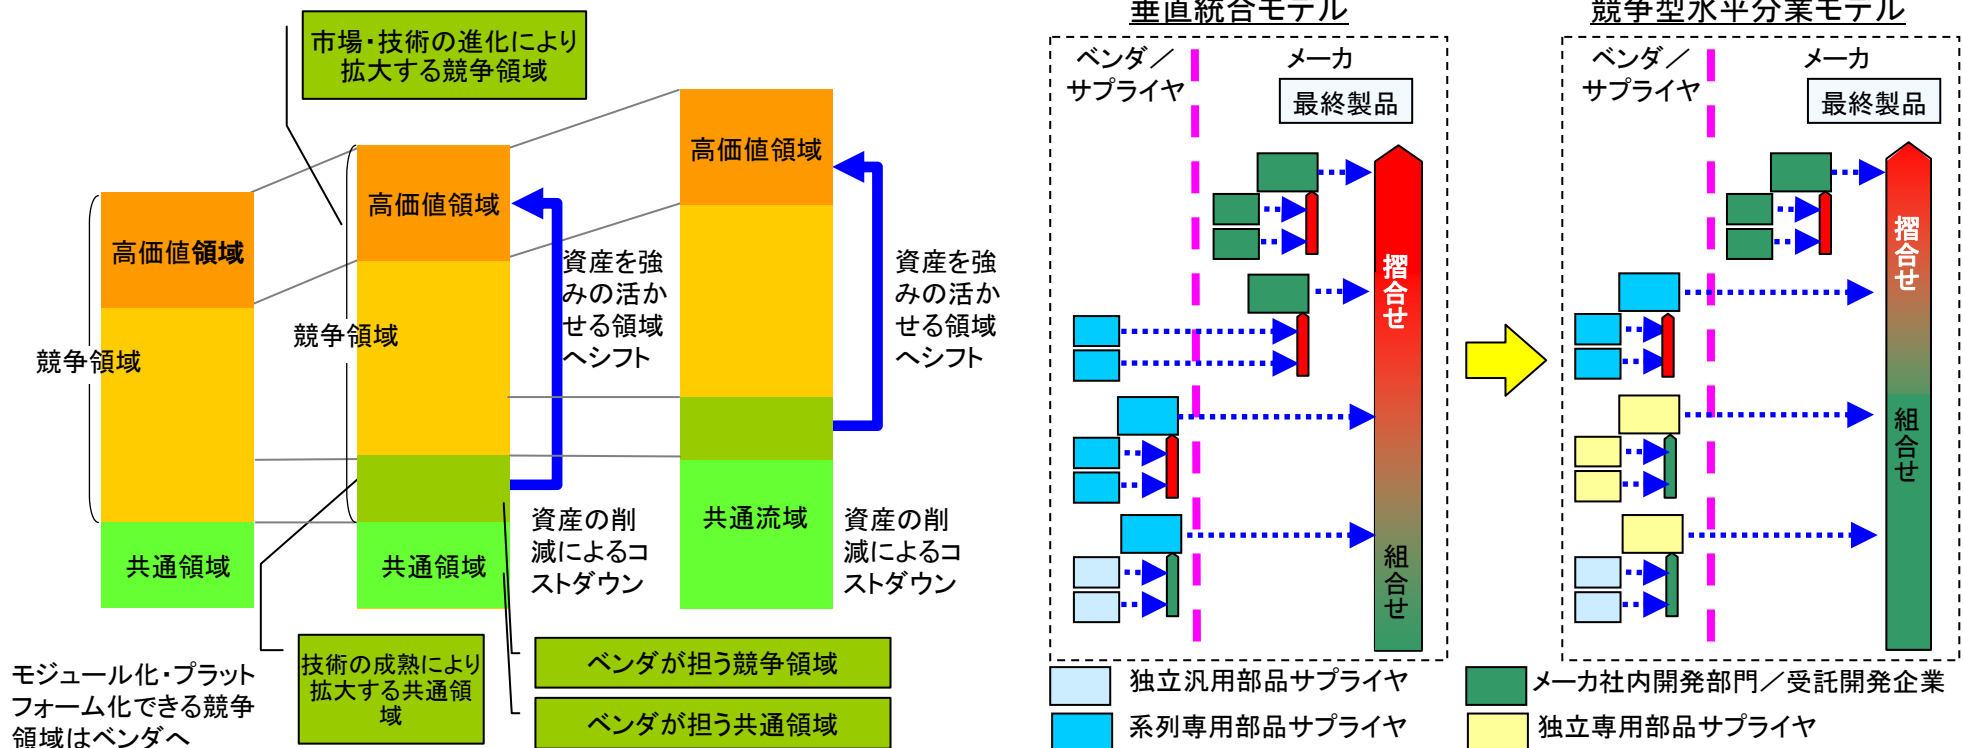 市場・技術の進化により
拡大する競争領域
高価値領域
競争領域
共通領域
高価値領域
競争領域
共通領域
高価値領域
共通流域
資産を強
みの活か
せる領域
へシフト
資産の削
減によるコ
ストダウン
資産を強
みの活か
せる領域
へシフト
資産の削
減によるコ
ストダウン
モジュール化・プラット
フォーム化できる競争
領域はベンダへ
技術の成熟により
拡大する共通領
域
ベンダが担う競争領域
ベンダが担う共通領域
垂直統合モデル
ベンダ／
サプライヤ
メーカ
最終製品
摺合せ
組合せ
競争型水平分業モデル
ベンダ／
サプライヤ
メーカ
最終製品
摺合せ
組合せ
独立汎用部品サプライヤ
メーカ社内開発部門／受託開発企業
系列専用部品サプライヤ
独立専用部品サプライヤ